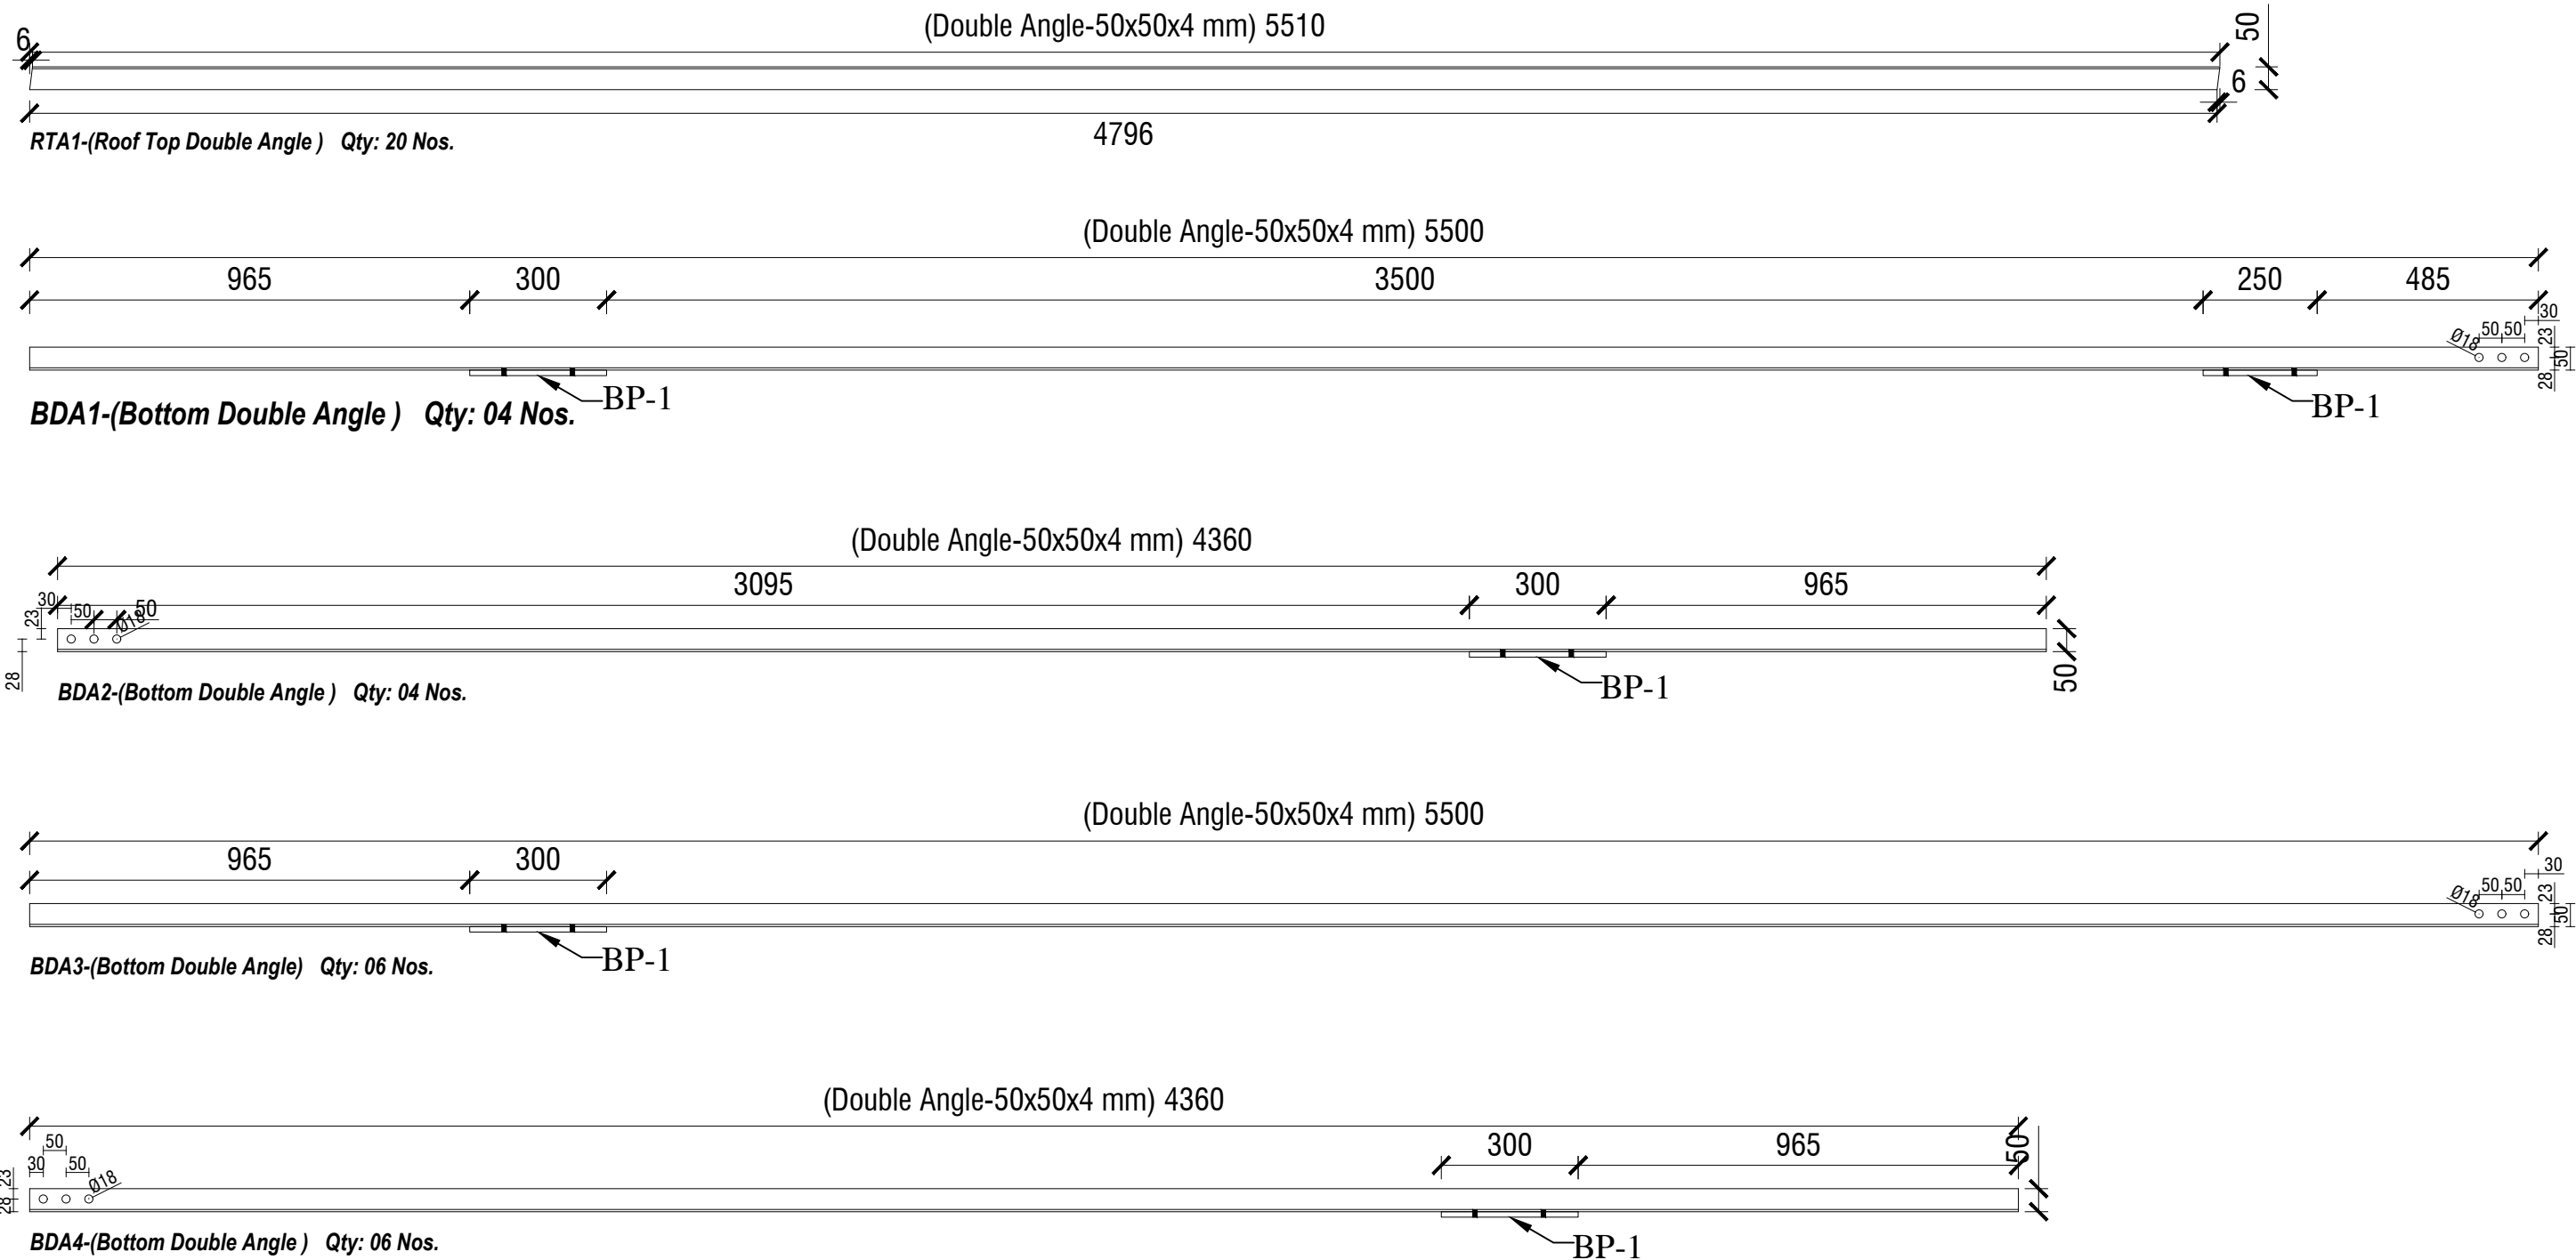 (Double Angle-50x50x4 mm) 5510
6
50
6
4796
RTA1-(Roof Top Double Angle ) Qty: 20 Nos.
(Double Angle-50x50x4 mm) 5500
965 300 3500 250 485
30
Ø18 50 50 23
50
28
BP-1 BP-1
BDA1-(Bottom Double Angle ) Qty: 04 Nos.
(Double Angle-50x50x4 mm) 4360
3095 300 965
30 50 50
23 Ø18
28 50
BP-1
BDA2-(Bottom Double Angle ) Qty: 04 Nos.
(Double Angle-50x50x4 mm) 5500
965 300
30
Ø18 50 50 23
50
28
BP-1
BDA3-(Bottom Double Angle) Qty: 06 Nos.
(Double Angle-50x50x4 mm) 4360
50 300 965 50
30 50
23 Ø18
28
BP-1
BDA4-(Bottom Double Angle ) Qty: 06 Nos.